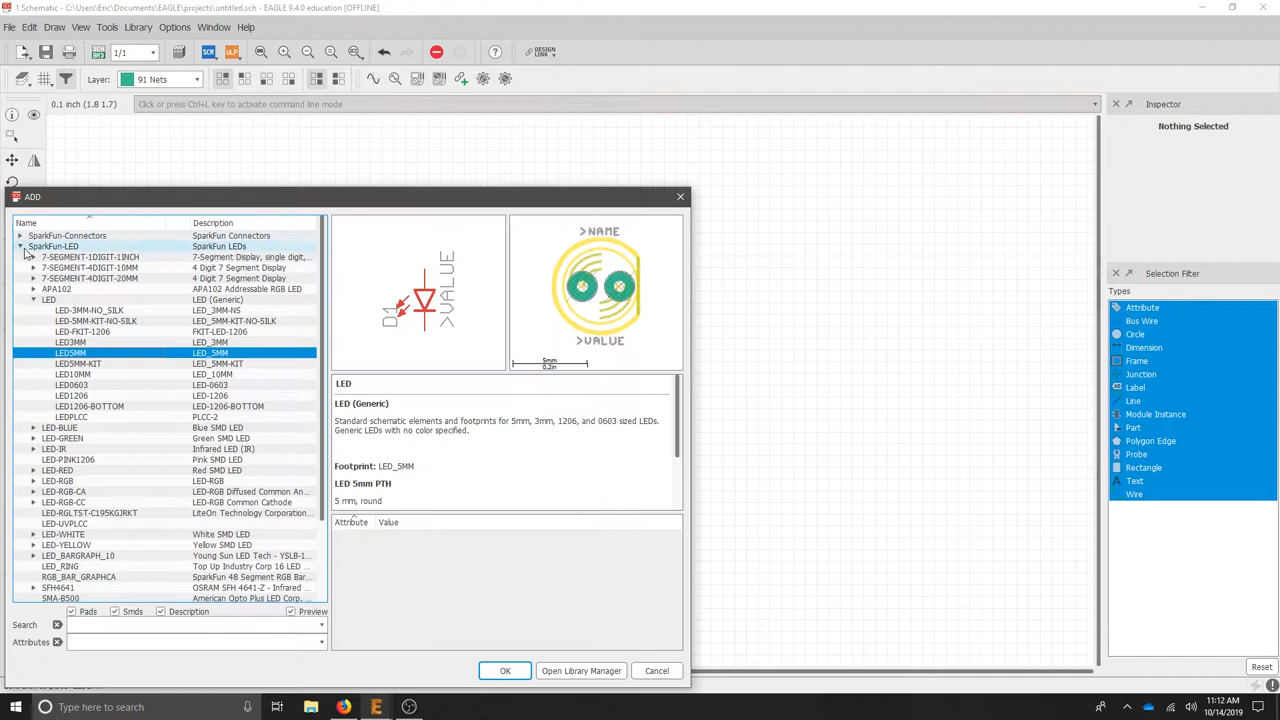 1 Schematic - C:\Users\Eric\Documents\EAGLE\projects\untitled.sch - EAGLE 9.4.0 education [OFFLINE]
File Edit Draw View Tools Library Options Window Help
SCR ULP 1/1 DESIGN LINK
Layer: 91 Nets
0.1 inch (1.8 1.7) Click or press Ctrl+L key to activate command line mode
Inspector
Nothing Selected
ADD
Name Description
SparkFun-Connectors SparkFun Connectors
SparkFun-LED SparkFun LEDs
7-SEGMENT-1DIGIT-1INCH 7-Segment Display, single digit,...
7-SEGMENT-4DIGIT-10MM 4 Digit 7 Segment Display
7-SEGMENT-4DIGIT-20MM 4 Digit 7 Segment Display
APA102 APA102 Addressable RGB LED
LED LED (Generic)
LED-3MM-NO_SILK LED_3MM-NS
LED-5MM-KIT-NO-SILK LED_5MM-KIT-NO-SILK
LED-FKIT-1206 FKIT-LED-1206
LED3MM LED_3MM
LED5MM LED_5MM
LED5MM-KIT LED_5MM-KIT
LED10MM LED_10MM
LED0603 LED-0603
LED1206 LED-1206
LED1206-BOTTOM LED-1206-BOTTOM
LEDPLCC PLCC-2
LED-BLUE Blue SMD LED
LED-GREEN Green SMD LED
LED-IR Infrared LED (IR)
LED-PINK1206 Pink SMD LED
LED-RED Red SMD LED
LED-RGB LED-RGB
LED-RGB-CA LED-RGB Diffused Common An...
LED-RGB-CC LED-RGB Common Cathode
LED-RGLTST-C195KGJRKT LiteOn Technology Corporation...
LED-UVPLCC
LED-WHITE White SMD LED
LED-YELLOW Yellow SMD LED
LED_BARGRAPH_10 Young Sun LED Tech - YSLB-1...
LED_RING Top Up Industry Corp 16 LED ...
RGB_BAR_GRAPHCA SparkFun 48 Segment RGB Bar...
SFH4641 OSRAM SFH 4641-Z - Infrared ...
SMA-B500 American Opto Plus LED Corp. ...
Pads Smds Description Preview
Search
Attributes
D1
>VALUE
>NAME
>VALUE
5mm
0.2in
LED
LED (Generic)
Standard schematic elements and footprints for 5mm, 3mm, 1206, and 0603 sized LEDs.
Generic LEDs with no color specified.
Footprint: LED_5MM
LED 5mm PTH
5 mm, round
Attribute Value
OK Open Library Manager Cancel
Selection Filter
Types
Attribute
Bus Wire
Circle
Dimension
Frame
Junction
Label
Line
Module Instance
Part
Polygon Edge
Probe
Rectangle
Text
Wire
Reset
Type here to search
11:12 AM
10/14/2019